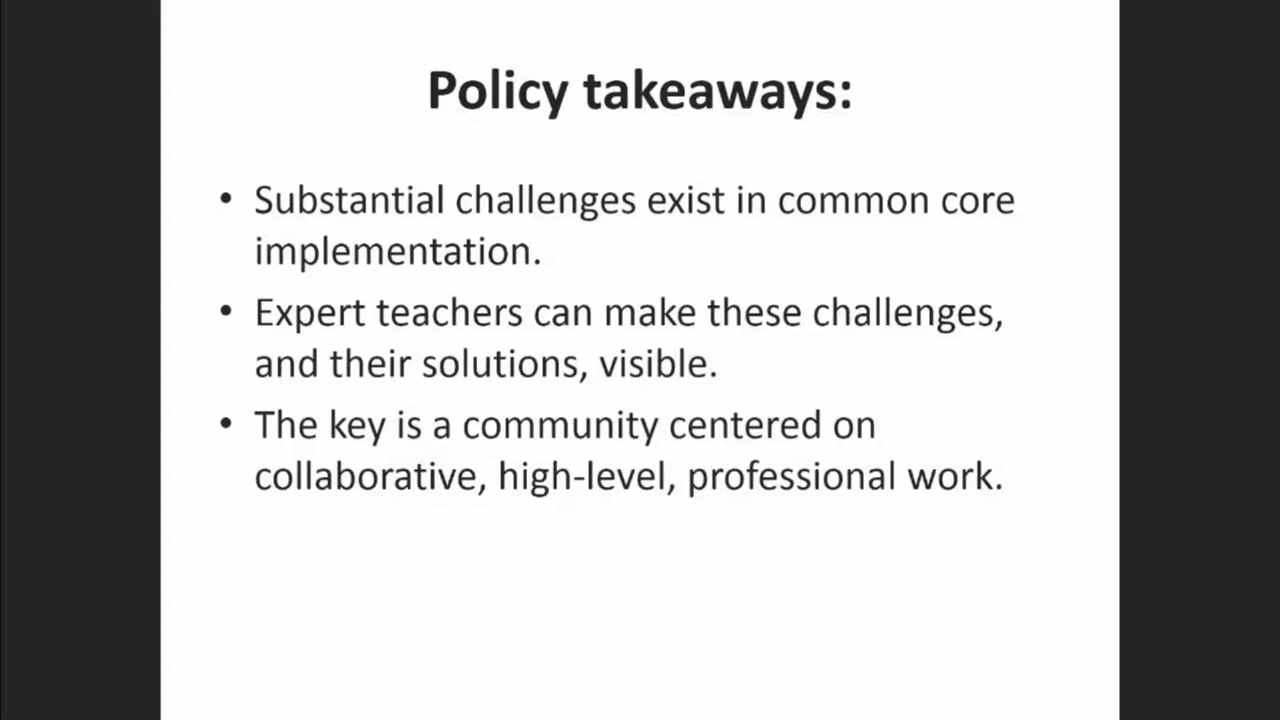 Policy takeaways:
• Substantial challenges exist in common core
implementation.
• Expert teachers can make these challenges,
and their solutions, visible.
• The key is a community centered on
collaborative, high-level, professional work.